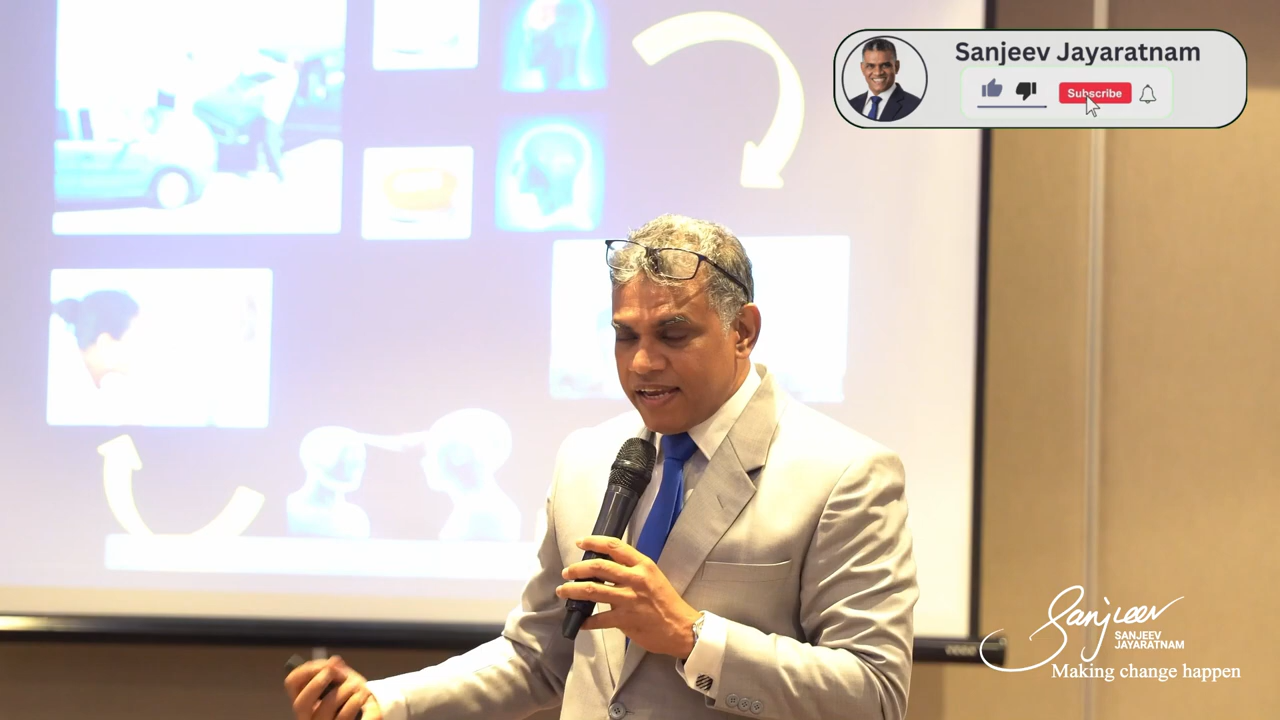 Sanjeev Jayaratnam
Subscribe
Sanjeev
SANJEEV
JAYARATNAM
Making change happen